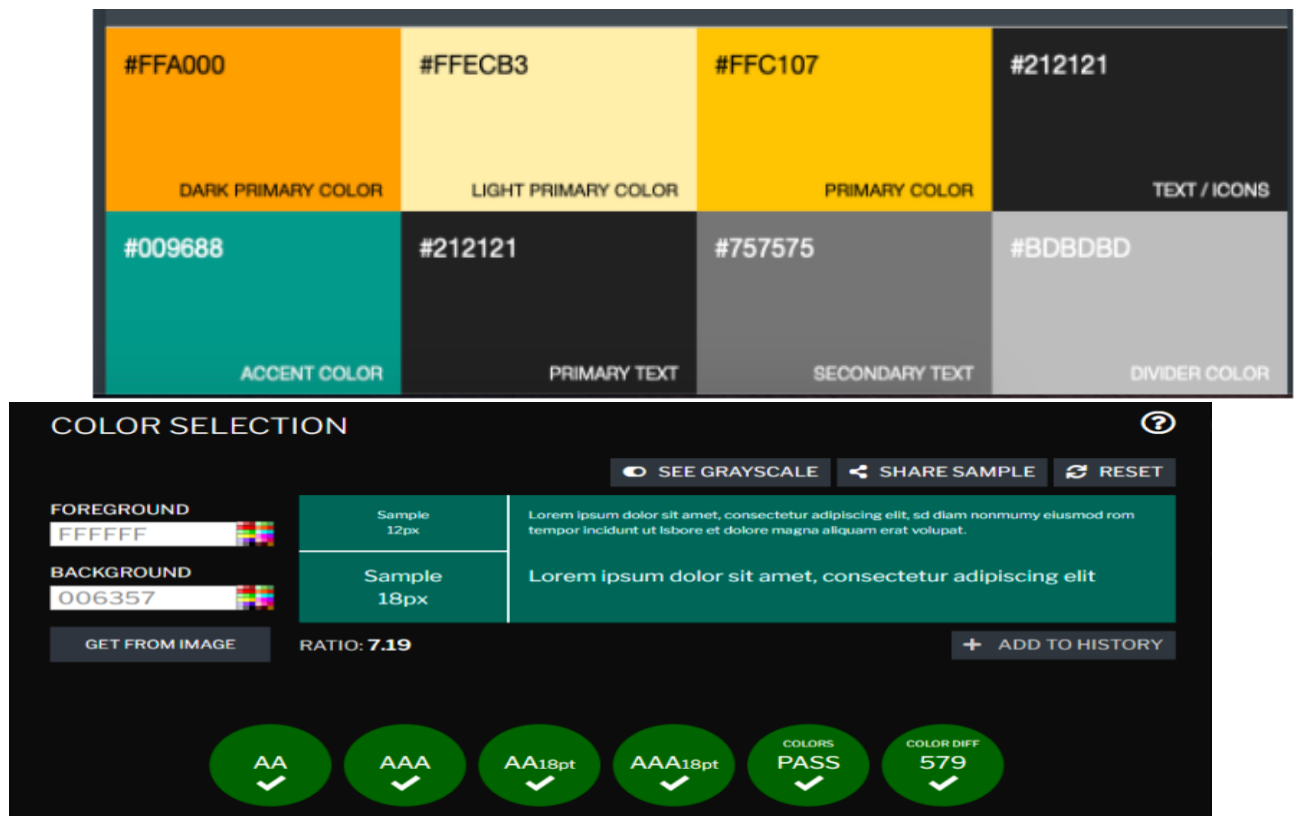 #FFA000
#FFECB3
#FFC107
#212121
DARK PRIMARY COLOR
LIGHT PRIMARY COLOR
PRIMARY COLOR
TEXT / ICONS
#009688
#212121
#757575
#BDBDBD
ACCENT COLOR
PRIMARY TEXT
SECONDARY TEXT
DIVIDER COLOR
COLOR SELECTION
?
SEE GRAYSCALE
SHARE SAMPLE
RESET
FOREGROUND
FFFFFF
BACKGROUND
006357
GET FROM IMAGE
Sample
12px
Lorem ipsum dolor sit amet, consectetur adipiscing elit, sd diam nonmumy eiusmod rom
tempor incidunt ut lsbore et dolore magna aliquam erat volupat.
Sample
18px
Lorem ipsum dolor sit amet, consectetur adipiscing elit
RATIO: 7.19
+ ADD TO HISTORY
AA
AAA
AA18pt
AAA18pt
COLORS
PASS
COLOR DIFF
579